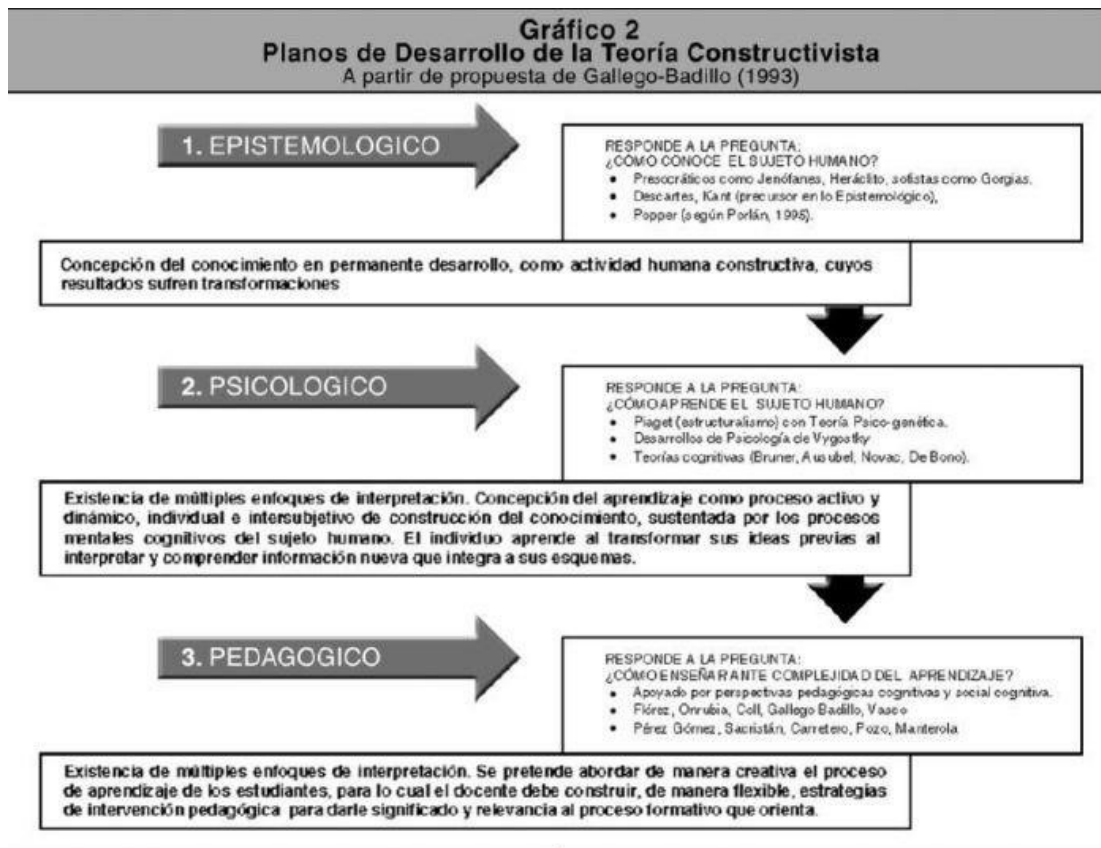 Gráfico 2
Planos de Desarrollo de la Teoría Constructivista
A partir de propuesta de Gallego-Badillo (1993)
1. EPISTEMOLOGICO
RESPONDE A LA PREGUNTA:
¿COMO CONOCE EL SUJETO HUMANO?
• Presocráticos como Jenófanes, Heráclito, sofistas como Gorgias.
• Descartes, Kant (precursor en lo Epistemológico),
• Popper (según Porlán, 1995).
Concepción del conocimiento en permanente desarrollo, como actividad humana constructiva, cuyos
resultados sufren transformaciones
2. PSICOLOGICO
RESPONDE A LA PREGUNTA:
¿CÓMO APRENDE EL SUJETO HUMANO?
• Piaget (estructuralismo) con Teoría Psico-genética.
• Desarrollos de Psicología de Vygostky
• Teorías cognitivas (Bruner, Ausubel, Novac, De Bono).
Existencia de múltiples enfoques de interpretación. Concepción del aprendizaje como proceso activo y
dinámico, individual e intersubjetivo de construcción del conocimiento, sustentada por los procesos
mentales cognitivos del sujeto humano. El individuo aprende al transformar sus ideas previas al
interpretar y comprender información nueva que integra a sus esquemas.
3. PEDAGOGICO
RESPONDE A LA PREGUNTA:
¿CÓMO ENSEÑAR ANTE COMPLEJIDAD DEL APRENDIZAJE?
• Apoyado por perspectivas pedagógicas cognitivas y social cognitiva.
• Flórez, Onrubia, Coll, Gallego Badillo, Vasco
• Pérez Gómez, Sacristán, Carretero, Pozo, Manterola
Existencia de múltiples enfoques de interpretación. Se pretende abordar de manera creativa el proceso
de aprendizaje de los estudiantes, para lo cual el docente debe construir, de manera flexible, estrategias
de intervención pedagógica para darle significado y relevancia al proceso formativo que orienta.